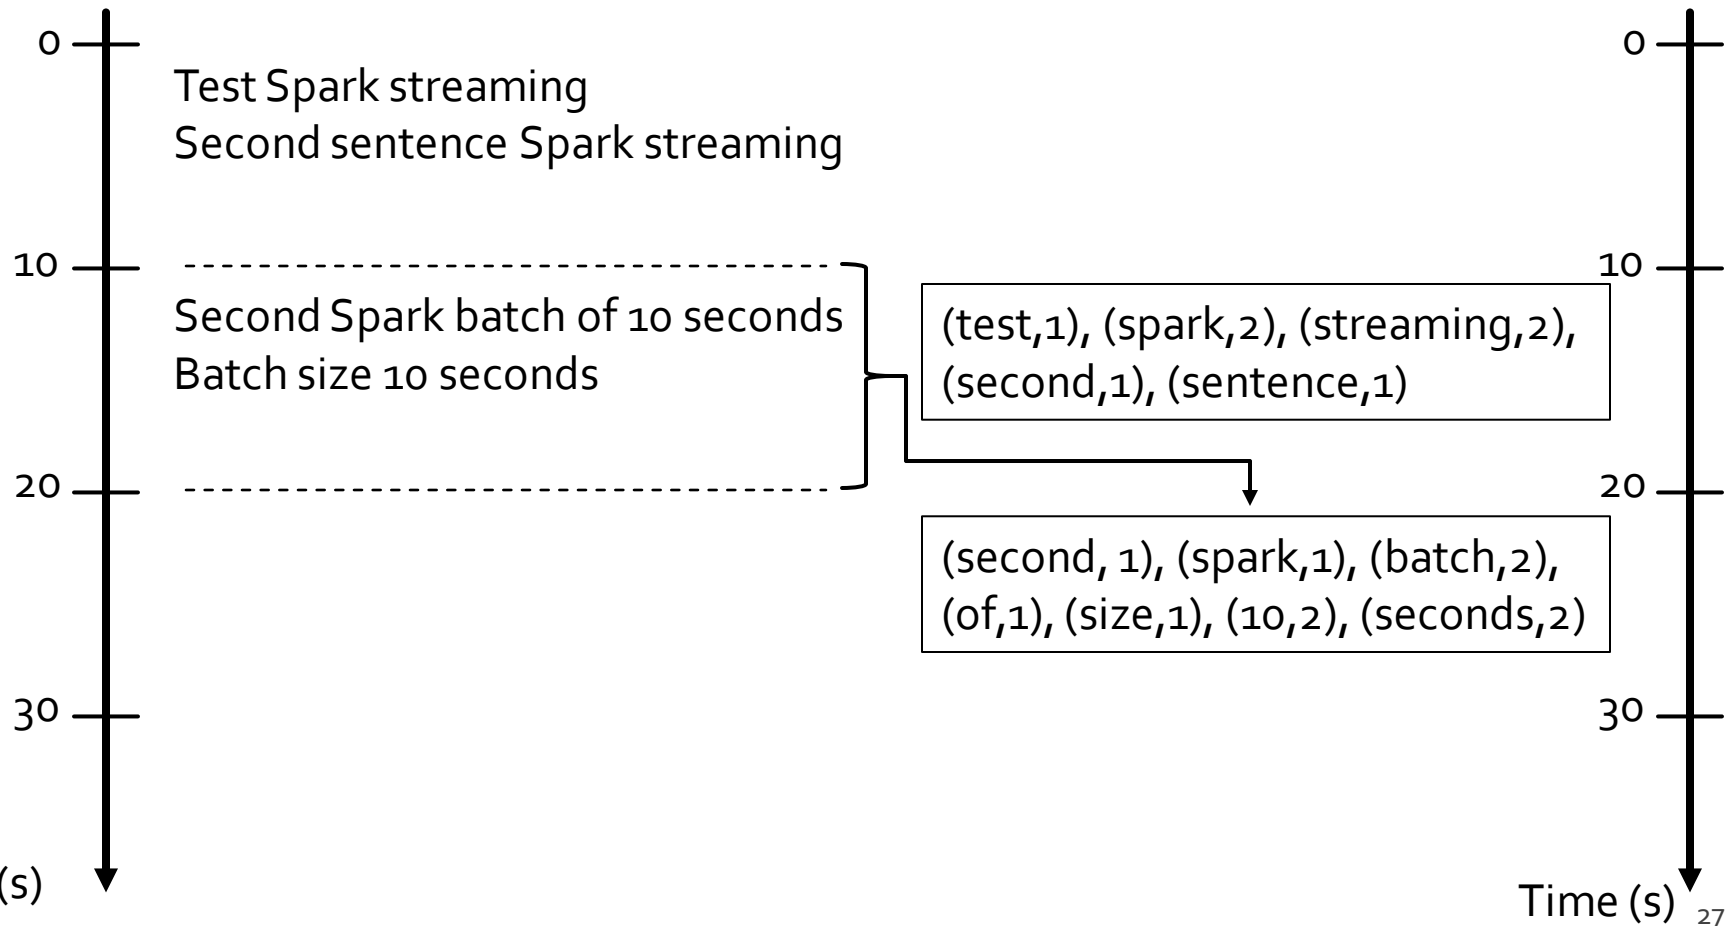 0
Test Spark streaming
Second sentence Spark streaming
10
Second Spark batch of 10 seconds
Batch size 10 seconds
20
30
(s)
0
10
(test,1), (spark,2), (streaming,2),
(second,1), (sentence,1)
20
(second, 1), (spark,1), (batch,2),
(of,1), (size,1), (10,2), (seconds,2)
30
Time (s)
27